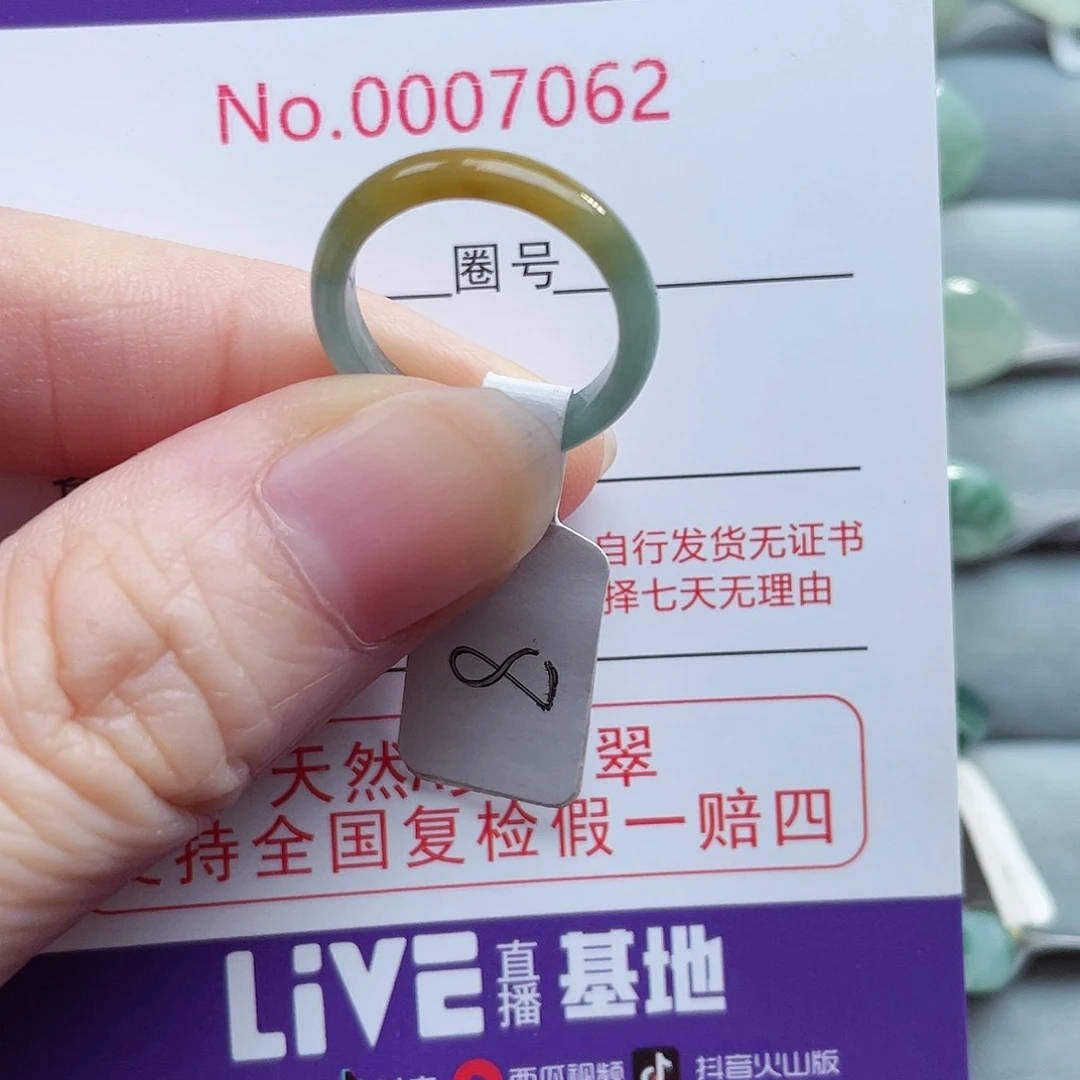 No.0007062
圈号
自行发货无证书
择七天无理由
8
天然 翠
持全国复检假一赔四
LiVE直播基地
西瓜视频 抖音火山版